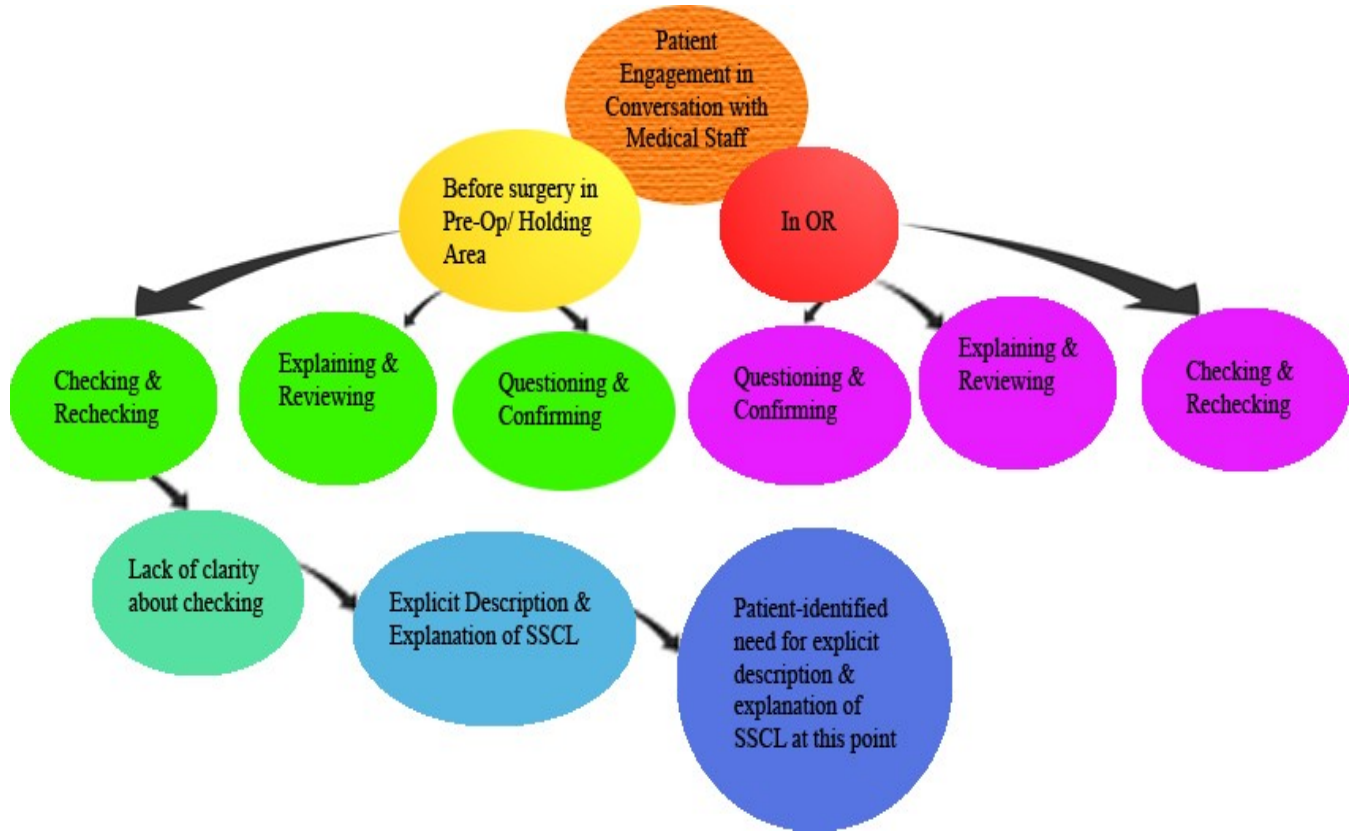 Patient
Engagement in
Conversation with
Medical Staff
Before surgery in
Pre-Op/ Holding
Area
In OR
Checking &
Rechecking
Explaining &
Reviewing
Questioning &
Confirming
Questioning &
Confirming
Explaining &
Reviewing
Checking &
Rechecking
Lack of clarity
about checking
Explicit Description &
Explanation of SSCL
Patient-identified
need for explicit
description &
explanation of
SSCL at this point